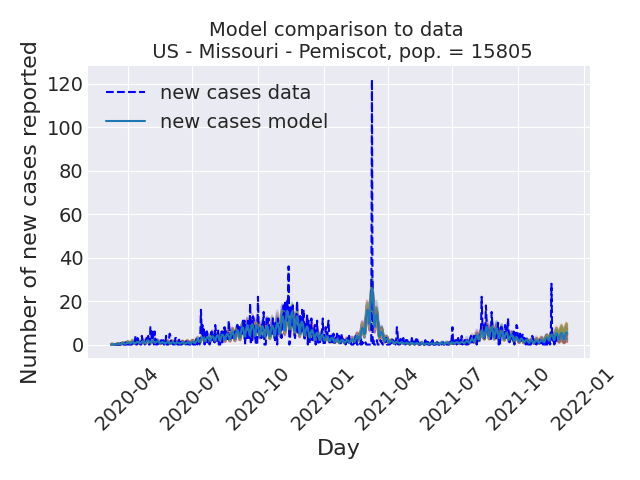 Model comparison to data
US - Missouri - Pemiscot, pop. = 15805
Number of new cases reported
120
100
80
60
40
20
0
new cases data
new cases model
2020-04
2020-07
2020-10
2021-01
2021-04
2021-07
2021-10
2022-01
Day